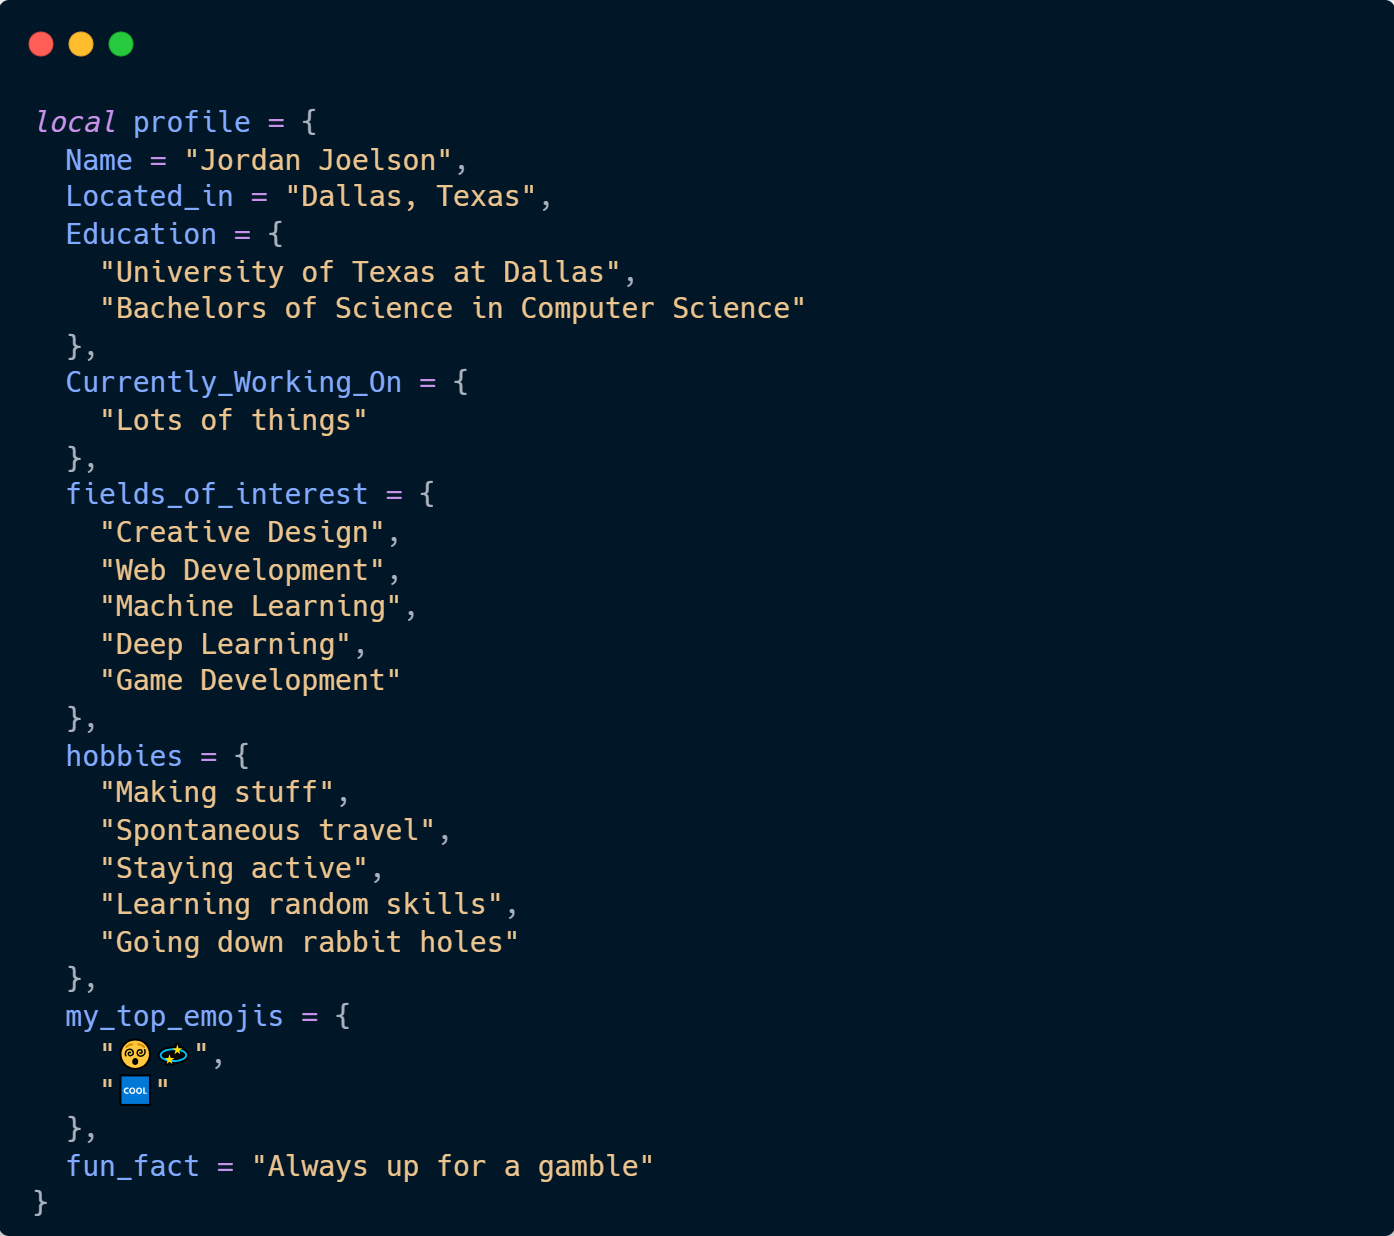 local profile = {
  Name = "Jordan Joelson",
  Located_in = "Dallas, Texas",
  Education = {
    "University of Texas at Dallas",
    "Bachelors of Science in Computer Science"
  },
  Currently_Working_On = {
    "Lots of things"
  },
  fields_of_interest = {
    "Creative Design",
    "Web Development",
    "Machine Learning",
    "Deep Learning",
    "Game Development"
  },
  hobbies = {
    "Making stuff",
    "Spontaneous travel",
    "Staying active",
    "Learning random skills",
    "Going down rabbit holes"
  },
  my_top_emojis = {
    "😵💫",
    "🆒"
  },
  fun_fact = "Always up for a gamble"
}